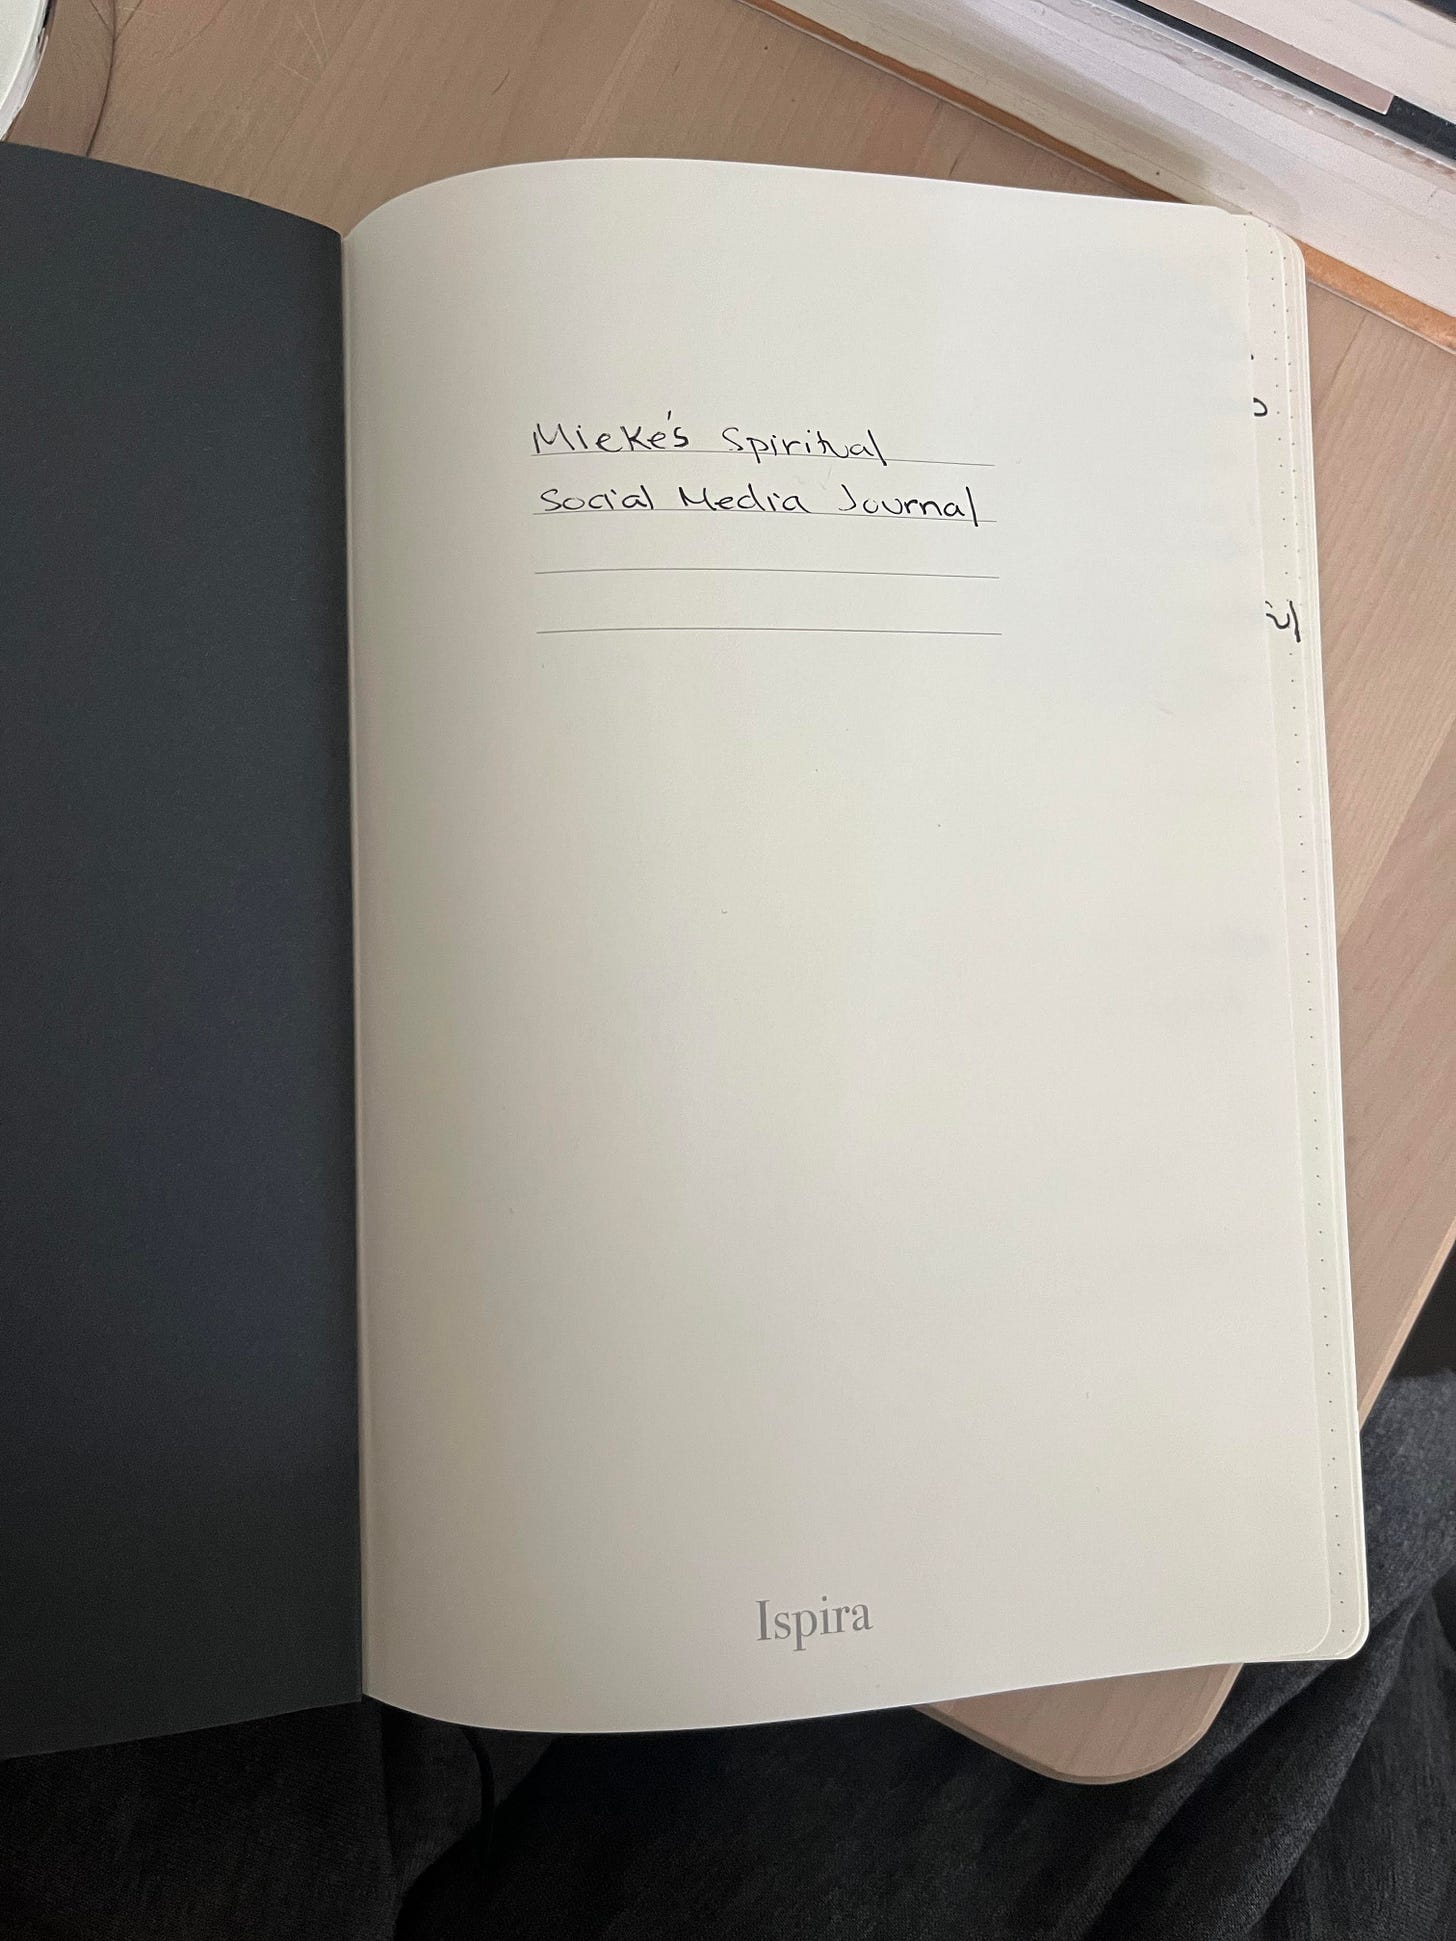 Mieke's Spiritual
Social Media Journal
Ispira